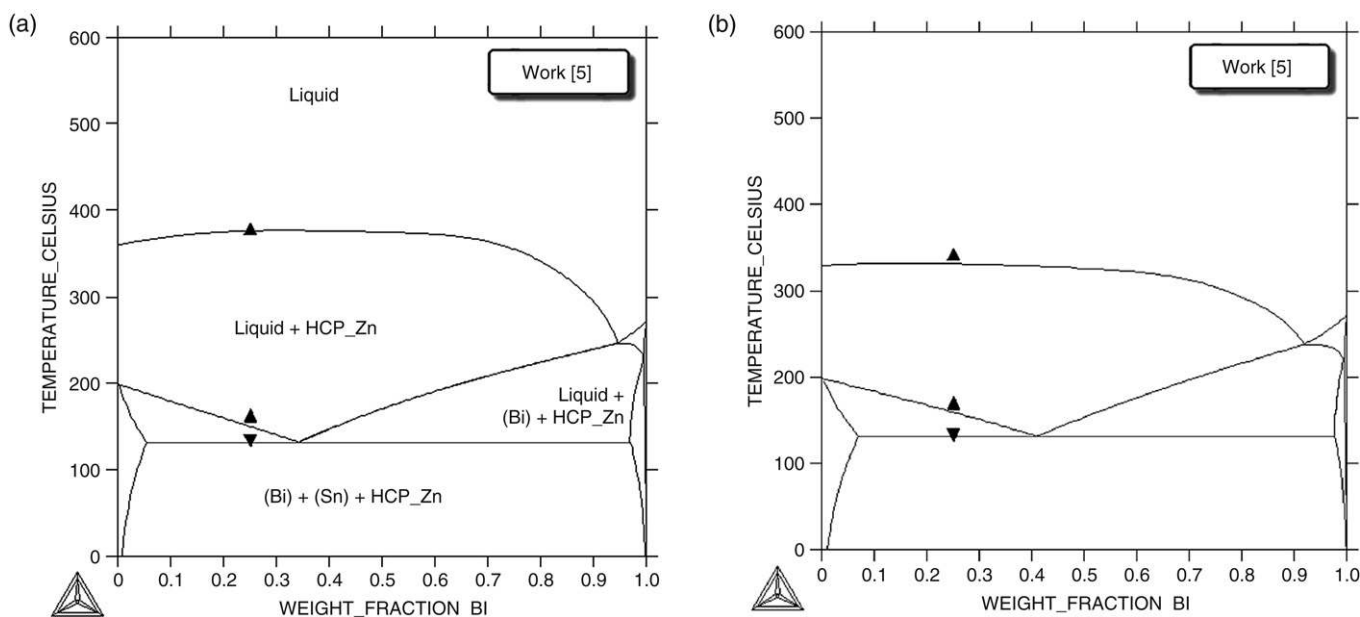 (a)
600
500
400
300
200
100
0
TEMPERATURE_CELSIUS
Work [5]
Liquid
Liquid + HCP_Zn
Liquid +
(Bi) + HCP_Zn
(Bi) + (Sn) + HCP_Zn
0 0.1 0.2 0.3 0.4 0.5 0.6 0.7 0.8 0.9 1.0
WEIGHT_FRACTION BI
(b)
600
500
400
300
200
100
0
TEMPERATURE_CELSIUS
Work [5]
0 0.1 0.2 0.3 0.4 0.5 0.6 0.7 0.8 0.9 1.0
WEIGHT_FRACTION BI